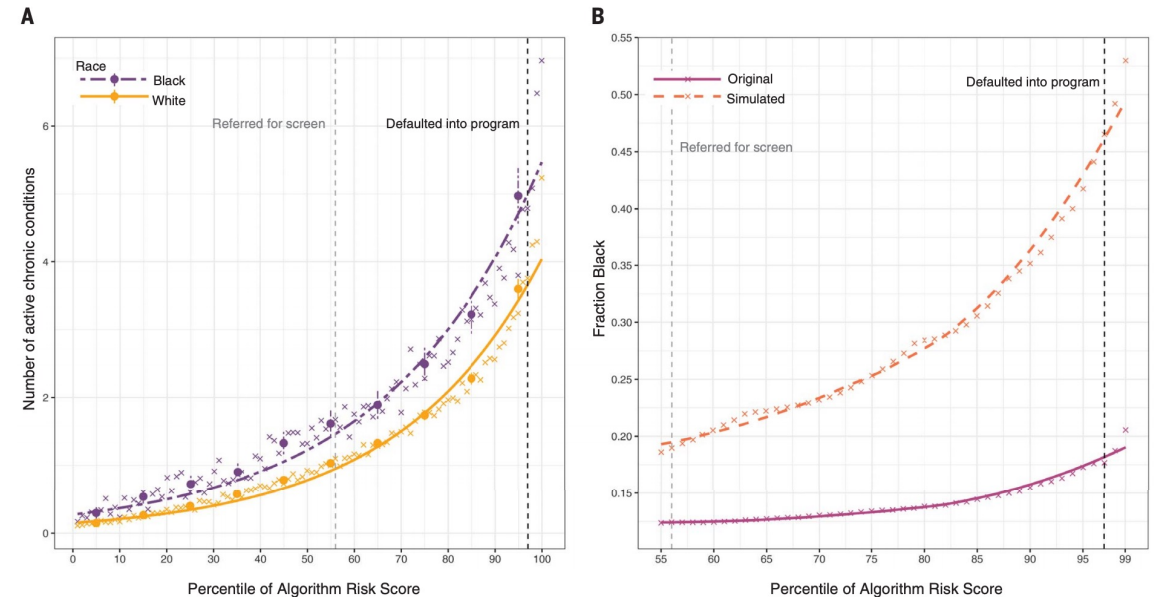 A
Race
Black
White
Referred for screen
Defaulted into program
Number of active chronic conditions
6
4
2
0
0 10 20 30 40 50 60 70 80 90 100
Percentile of Algorithm Risk Score
B
Original
Simulated
Defaulted into program
Referred for screen
Fraction Black
0.55
0.50
0.45
0.40
0.35
0.30
0.25
0.20
0.15
55 60 65 70 75 80 85 90 95 99
Percentile of Algorithm Risk Score